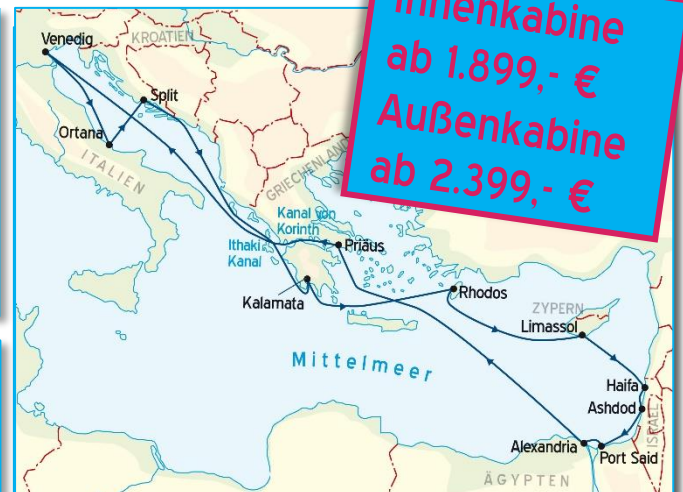 Innenkabine
ab 1.899,- €
Außenkabine
ab 2.399,- €
Venedig
KROATIEN
Split
Ortana
ITALIEN
GRIECHENLAND
Kanal von
Korinth
Ithaki
Kanal
Priäus
Kalamata
Rhodos
ZYPERN
Limassol
Mittelmeer
Haifa
Ashdod
ISRAEL
Alexandria
Port Said
ÄGYPTEN